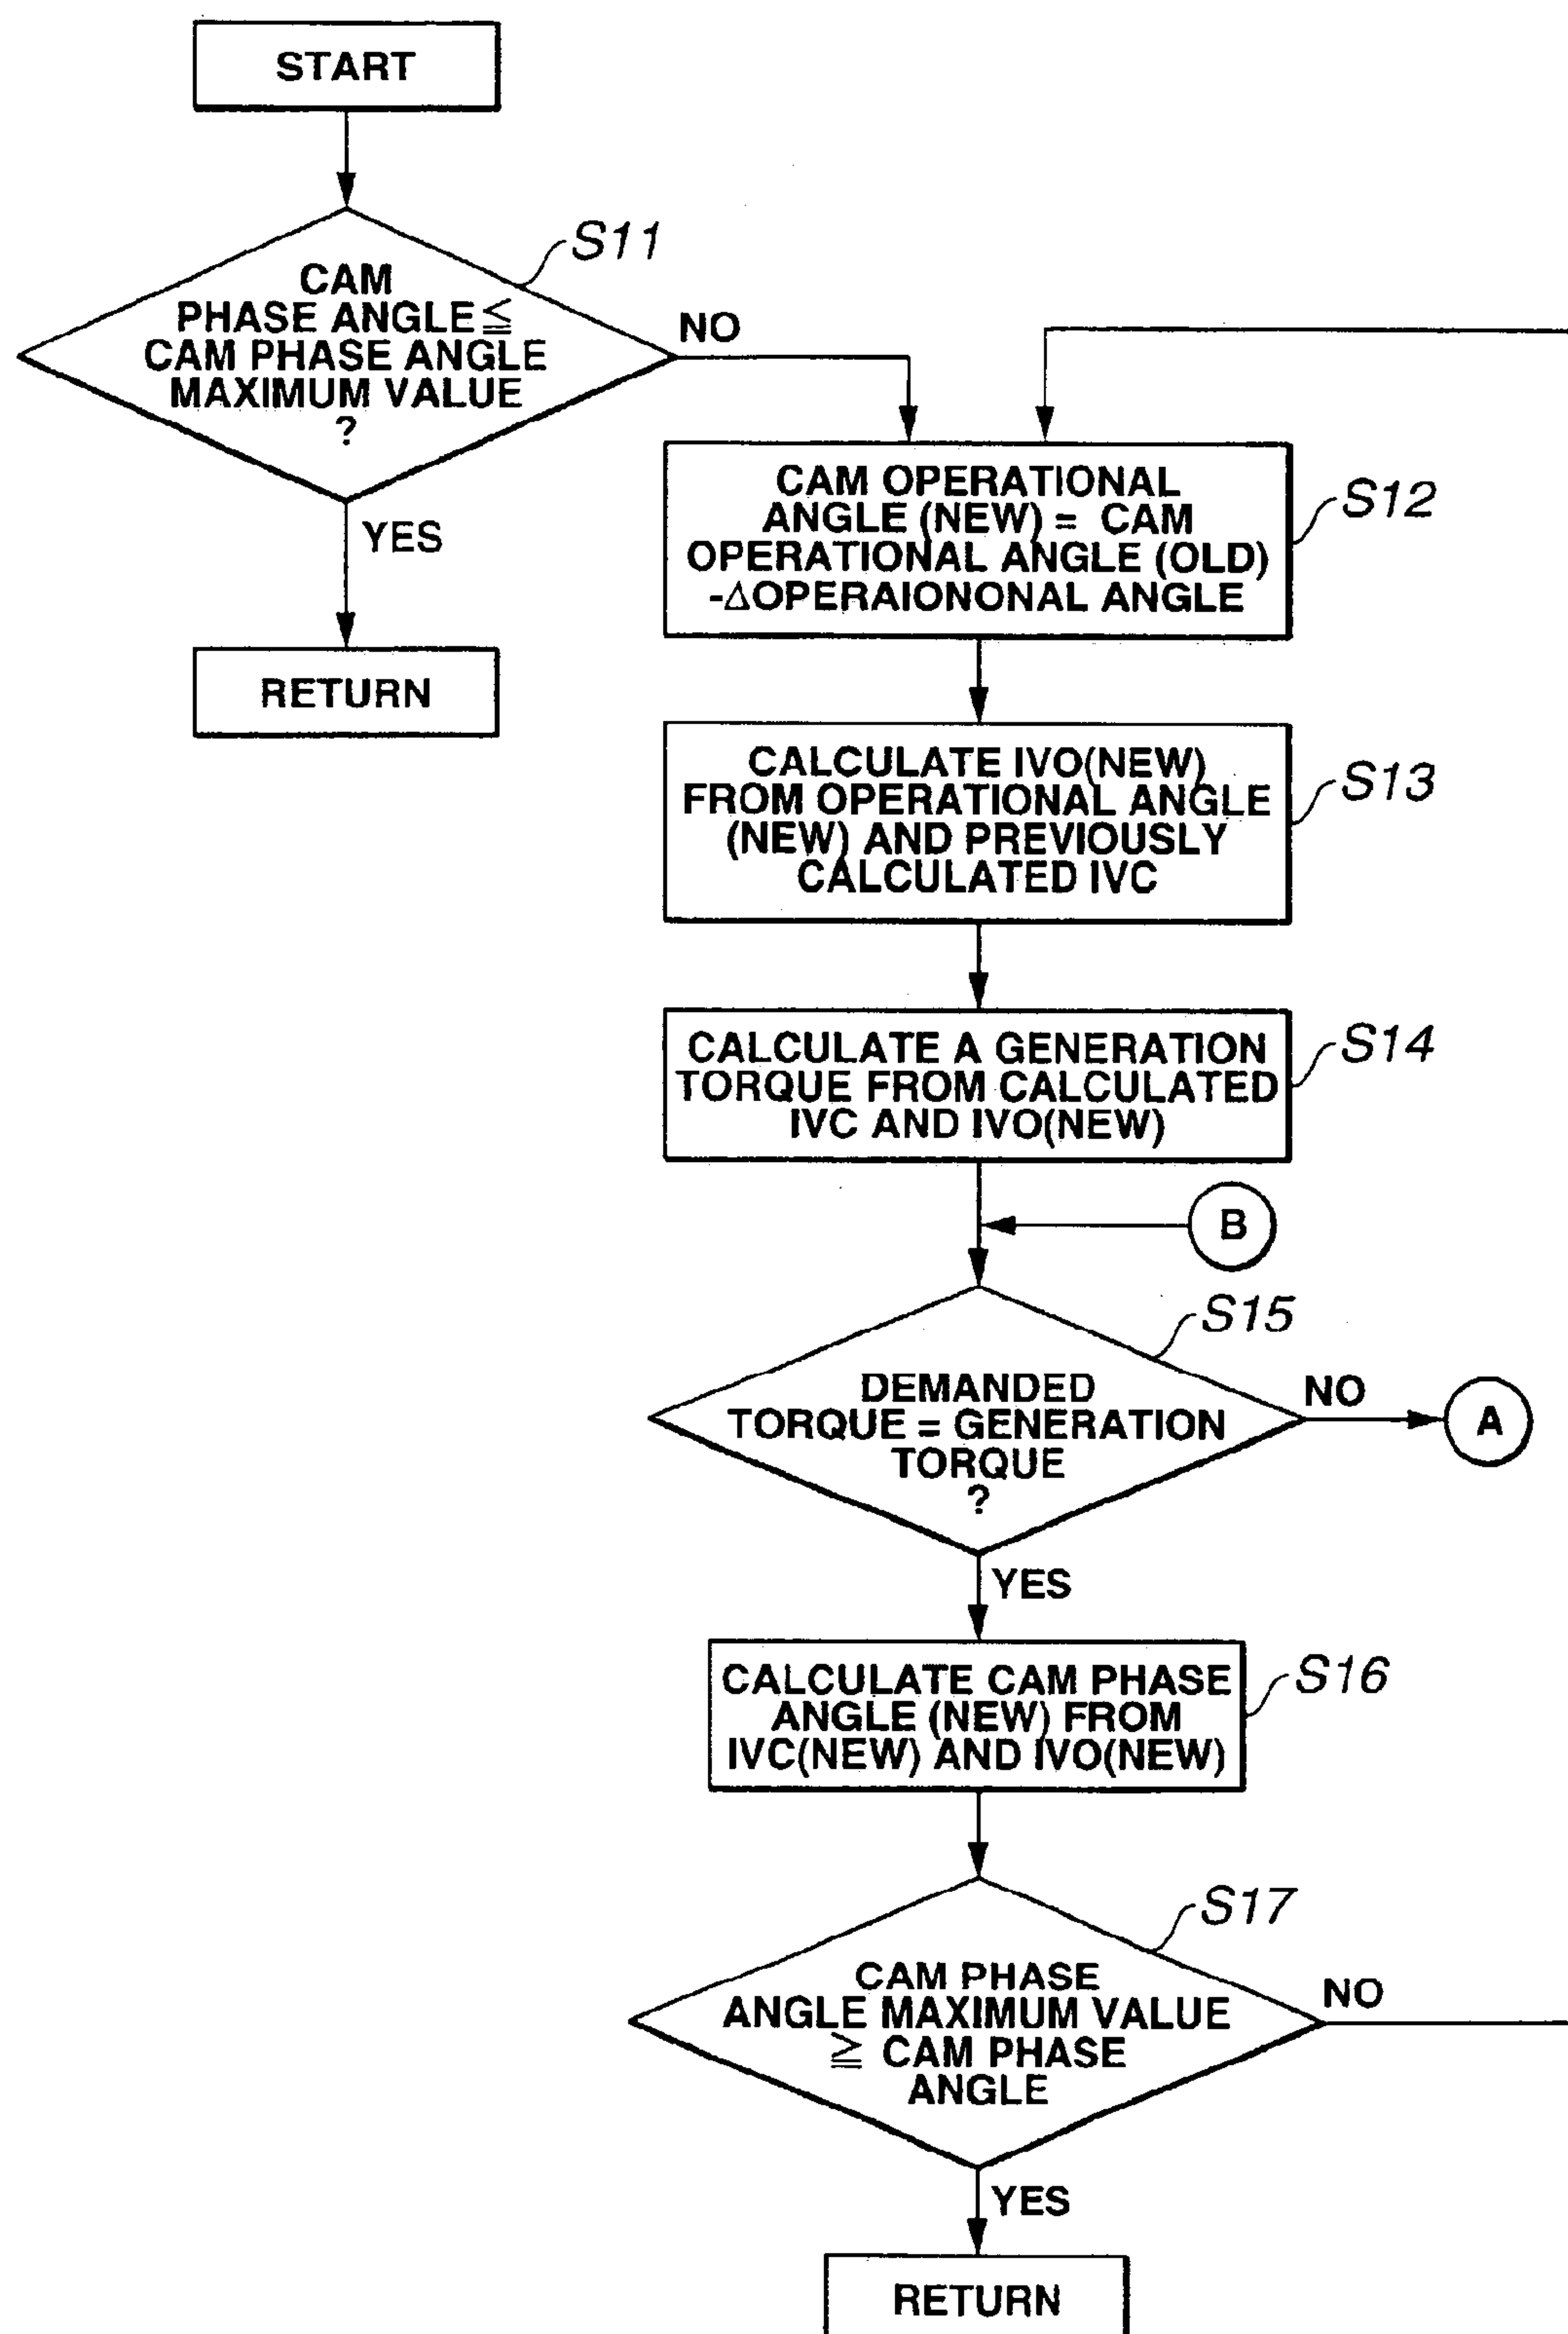 START
S11
CAM
PHASE ANGLE≦
CAM PHASE ANGLE
MAXIMUM VALUE
?
NO
YES
RETURN
CAM OPERATIONAL
ANGLE (NEW) = CAM
OPERATIONAL ANGLE (OLD)
-ΔOPERAIONONAL ANGLE
S12
CALCULATE IVO(NEW)
FROM OPERATIONAL ANGLE
(NEW) AND PREVIOUSLY
CALCULATED IVC
S13
CALCULATE A GENERATION
TORQUE FROM CALCULATED
IVC AND IVO(NEW)
S14
B
S15
DEMANDED
TORQUE = GENERATION
TORQUE
?
NO
A
YES
CALCULATE CAM PHASE
ANGLE (NEW) FROM
IVC(NEW) AND IVO(NEW)
S16
S17
CAM PHASE
ANGLE MAXIMUM VALUE
≧ CAM PHASE
ANGLE
NO
YES
RETURN